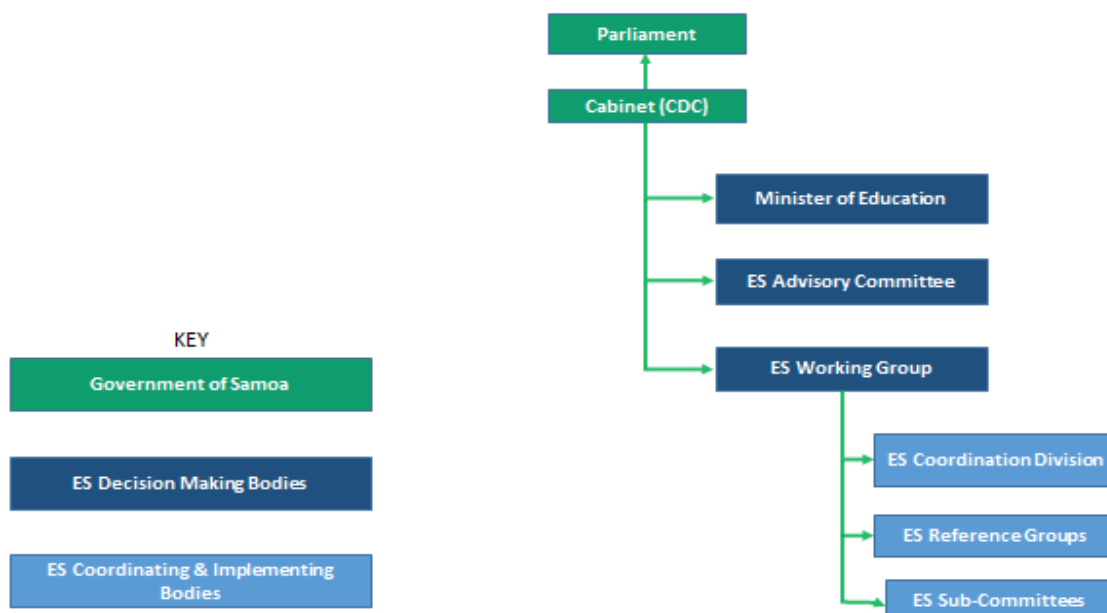 Parliament
Cabinet (CDC)
Minister of Education
ES Advisory Committee
ES Working Group
ES Coordination Division
ES Reference Groups
ES Sub-Committees
KEY
Government of Samoa
ES Decision Making Bodies
ES Coordinating & Implementing
Bodies